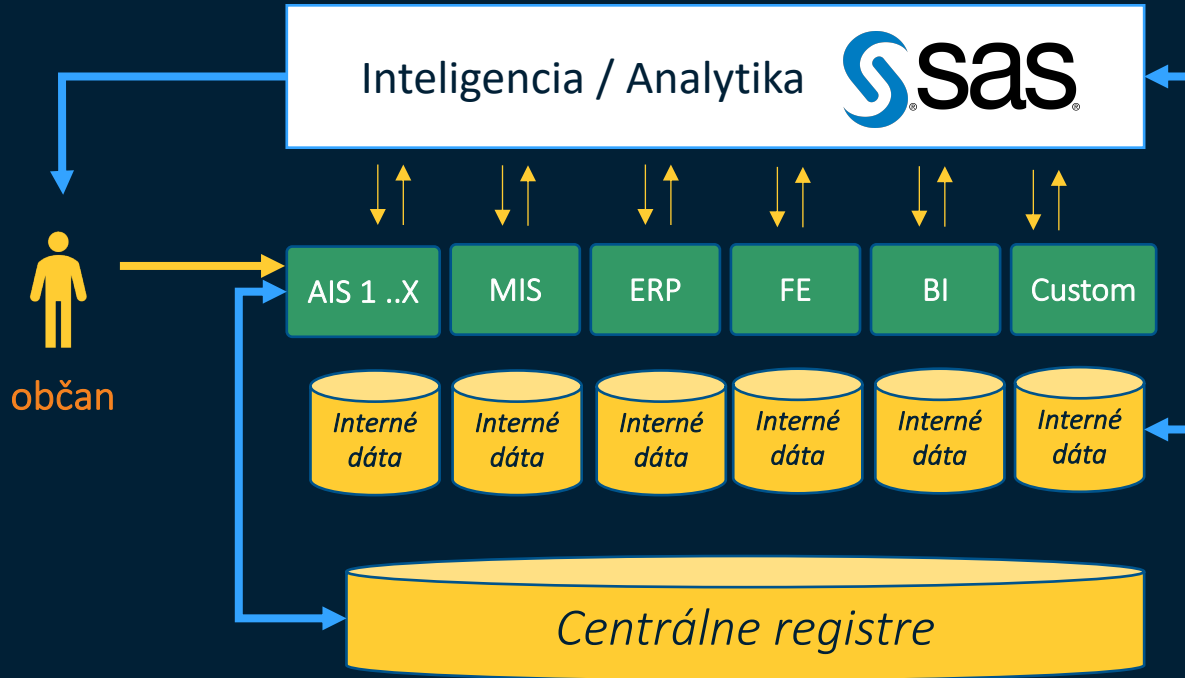 Inteligencia / Analytika
sas
AIS 1 ..X
MIS
ERP
FE
BI
Custom
občan
Interné
dáta
Interné
dáta
Interné
dáta
Interné
dáta
Interné
dáta
Interné
dáta
Centrálne registre